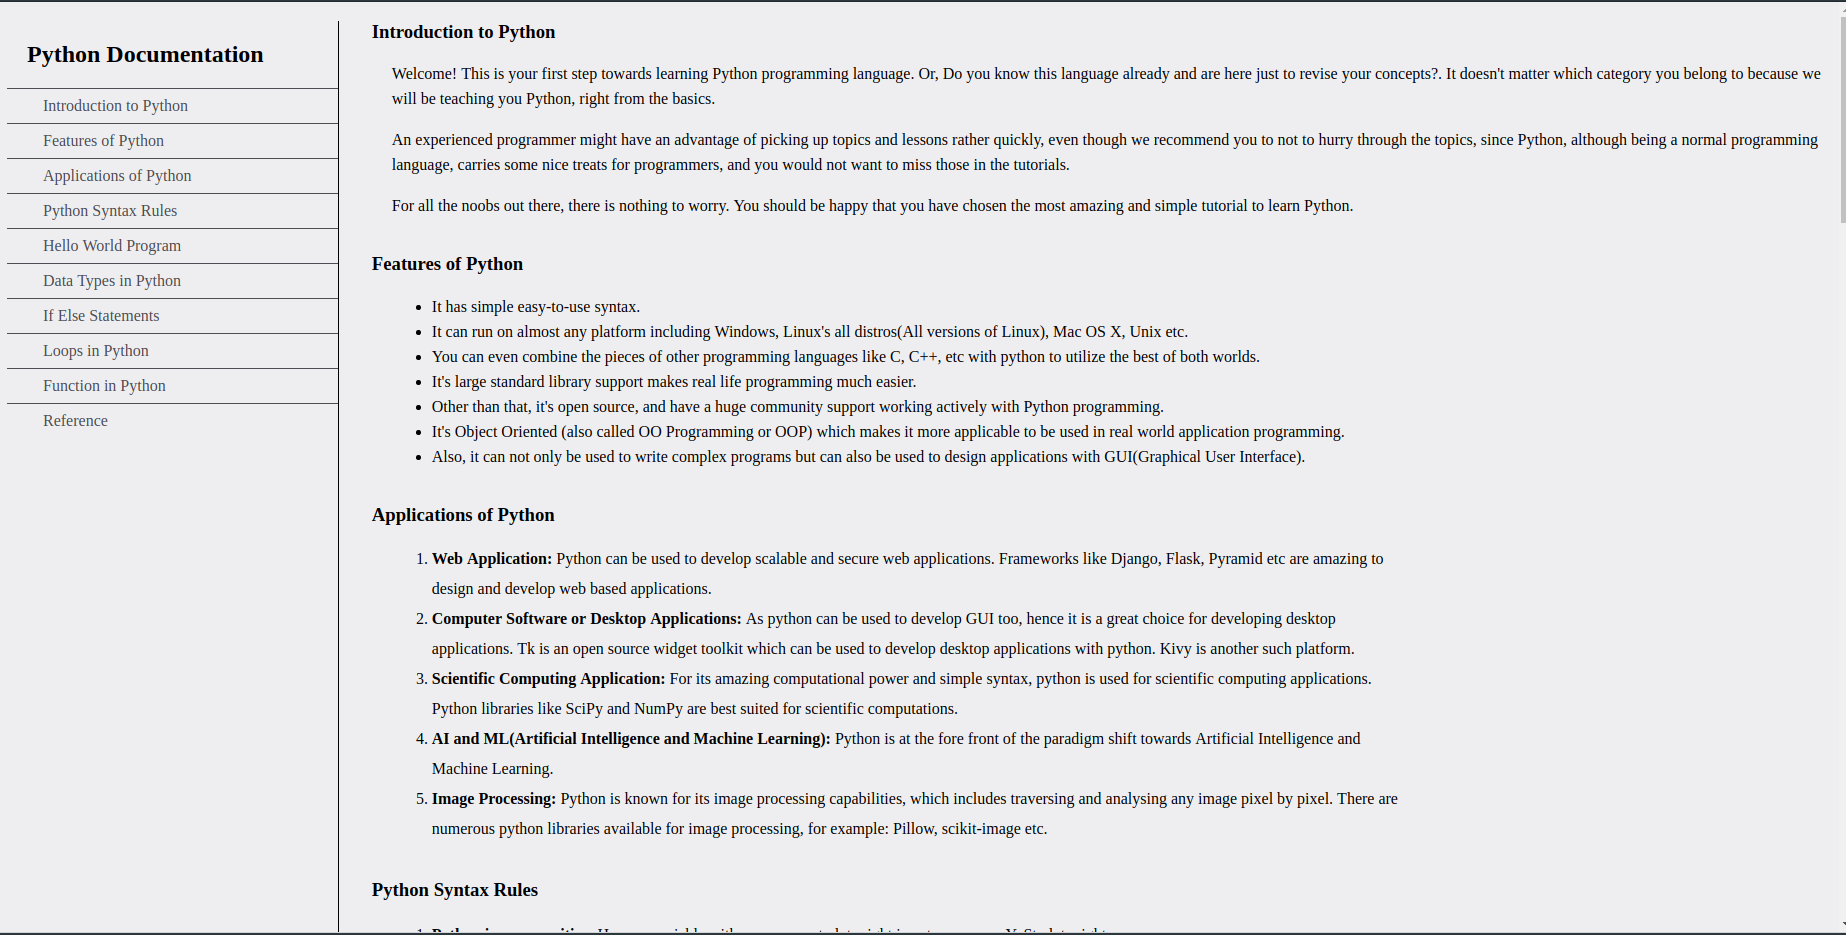 Python Documentation
Introduction to Python
Features of Python
Applications of Python
Python Syntax Rules
Hello World Program
Data Types in Python
If Else Statements
Loops in Python
Function in Python
Reference
Introduction to Python
Welcome! This is your first step towards learning Python programming language. Or, Do you know this language already and are here just to revise your concepts?. It doesn't matter which category you belong to because we
will be teaching you Python, right from the basics.
An experienced programmer might have an advantage of picking up topics and lessons rather quickly, even though we recommend you to not to hurry through the topics, since Python, although being a normal programming
language, carries some nice treats for programmers, and you would not want to miss those in the tutorials.
For all the noobs out there, there is nothing to worry. You should be happy that you have chosen the most amazing and simple tutorial to learn Python.
Features of Python
• It has simple easy-to-use syntax.
• It can run on almost any platform including Windows, Linux's all distros(All versions of Linux), Mac OS X, Unix etc.
• You can even combine the pieces of other programming languages like C, C++, etc with python to utilize the best of both worlds.
• It's large standard library support makes real life programming much easier.
• Other than that, it's open source, and have a huge community support working actively with Python programming.
• It's Object Oriented (also called OO Programming or OOP) which makes it more applicable to be used in real world application programming.
• Also, it can not only be used to write complex programs but can also be used to design applications with GUI(Graphical User Interface).
Applications of Python
1. Web Application: Python can be used to develop scalable and secure web applications. Frameworks like Django, Flask, Pyramid etc are amazing to
design and develop web based applications.
2. Computer Software or Desktop Applications: As python can be used to develop GUI too, hence it is a great choice for developing desktop
applications. Tk is an open source widget toolkit which can be used to develop desktop applications with python. Kivy is another such platform.
3. Scientific Computing Application: For its amazing computational power and simple syntax, python is used for scientific computing applications.
Python libraries like SciPy and NumPy are best suited for scientific computations.
4. AI and ML(Artificial Intelligence and Machine Learning): Python is at the fore front of the paradigm shift towards Artificial Intelligence and
Machine Learning.
5. Image Processing: Python is known for its image processing capabilities, which includes traversing and analysing any image pixel by pixel. There are
numerous python libraries available for image processing, for example: Pillow, scikit-image etc.
Python Syntax Rules